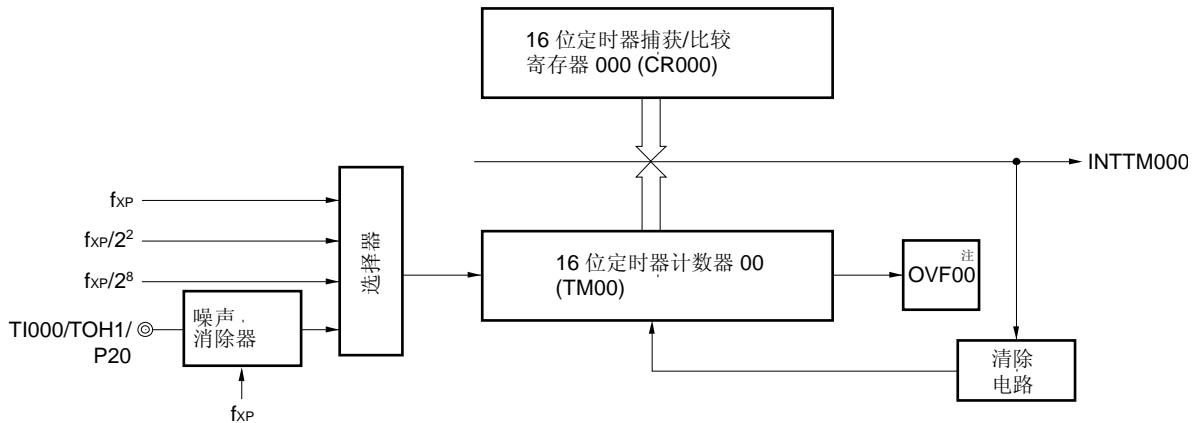 16 位定时器捕获/比较
寄存器 000 (CR000)
INTTM000
fXP
fXP/2²
fXP/2⁸
选择器
16 位定时器计数器 00
(TM00)
注
OVF00
噪声
消除器
TI000/TOH1/
P20
fXP
清除
电路